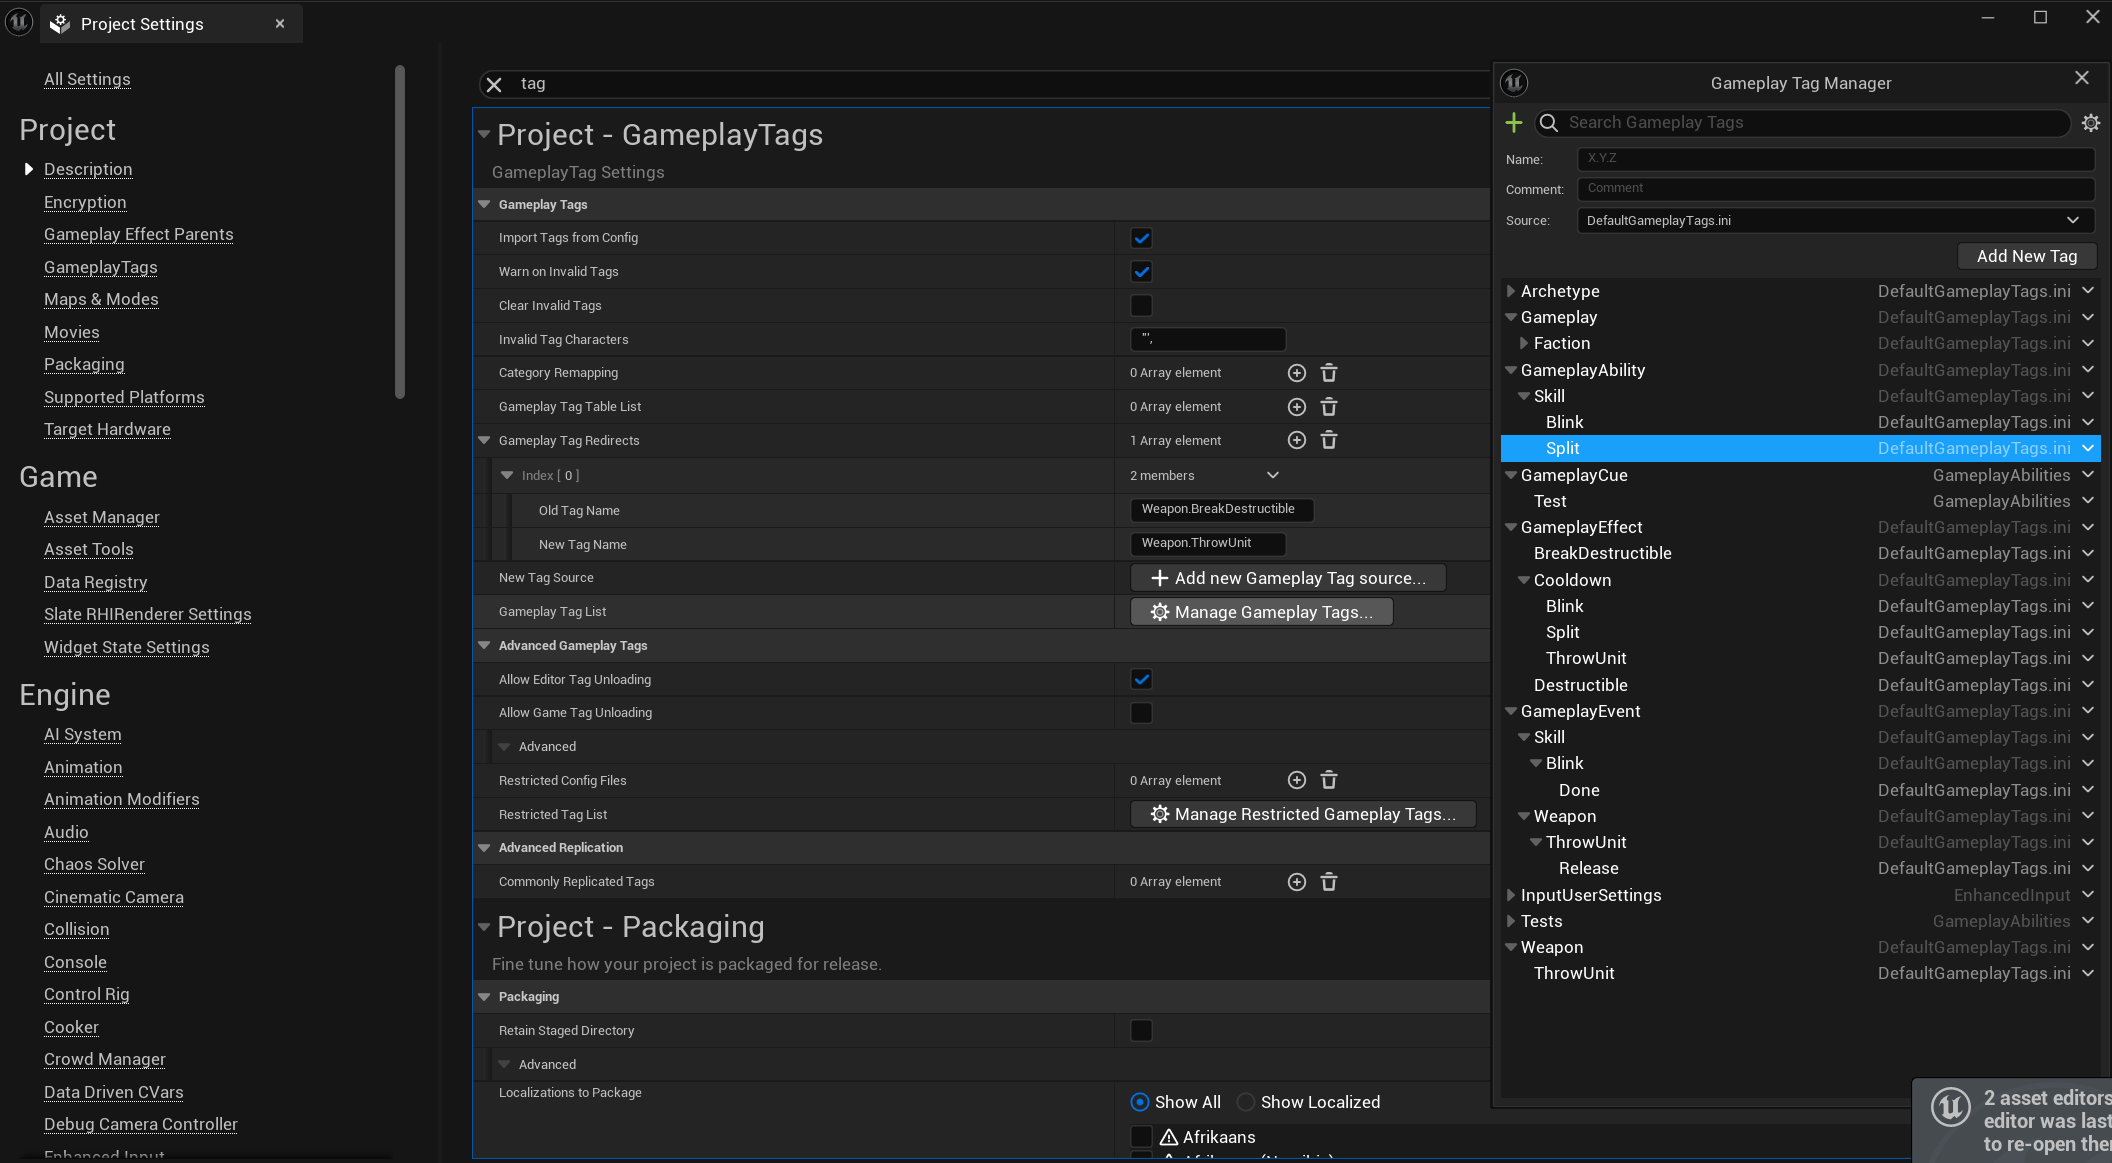 Project Settings
All Settings
Project
Description
Encryption
Gameplay Effect Parents
GameplayTags
Maps & Modes
Movies
Packaging
Supported Platforms
Target Hardware
Game
Asset Manager
Asset Tools
Data Registry
Slate RHIRenderer Settings
Widget State Settings
Engine
AI System
Animation
Animation Modifiers
Audio
Chaos Solver
Cinematic Camera
Collision
Console
Control Rig
Cooker
Crowd Manager
Data Driven CVars
Debug Camera Controller
Enhanced Input
tag
Project - GameplayTags
GameplayTag Settings
Gameplay Tags
Import Tags from Config
Warn on Invalid Tags
Clear Invalid Tags
Invalid Tag Characters "',
Category Remapping 0 Array element
Gameplay Tag Table List 0 Array element
Gameplay Tag Redirects 1 Array element
Index [ 0 ] 2 members
Old Tag Name Weapon.BreakDestructible
New Tag Name Weapon.ThrowUnit
New Tag Source Add new Gameplay Tag source...
Gameplay Tag List Manage Gameplay Tags...
Advanced Gameplay Tags
Allow Editor Tag Unloading
Allow Game Tag Unloading
Advanced
Restricted Config Files 0 Array element
Restricted Tag List Manage Restricted Gameplay Tags...
Advanced Replication
Commonly Replicated Tags 0 Array element
Project - Packaging
Fine tune how your project is packaged for release.
Packaging
Retain Staged Directory
Advanced
Localizations to Package
Show All Show Localized
Afrikaans
Gameplay Tag Manager
Search Gameplay Tags
Name: X.Y.Z
Comment: Comment
Source: DefaultGameplayTags.ini
Add New Tag
Archetype DefaultGameplayTags.ini
Gameplay DefaultGameplayTags.ini
Faction DefaultGameplayTags.ini
GameplayAbility DefaultGameplayTags.ini
Skill DefaultGameplayTags.ini
Blink DefaultGameplayTags.ini
Split DefaultGameplayTags.ini
GameplayCue GameplayAbilities
Test GameplayAbilities
GameplayEffect DefaultGameplayTags.ini
BreakDestructible DefaultGameplayTags.ini
Cooldown DefaultGameplayTags.ini
Blink DefaultGameplayTags.ini
Split DefaultGameplayTags.ini
ThrowUnit DefaultGameplayTags.ini
Destructible DefaultGameplayTags.ini
GameplayEvent DefaultGameplayTags.ini
Skill DefaultGameplayTags.ini
Blink DefaultGameplayTags.ini
Done DefaultGameplayTags.ini
Weapon DefaultGameplayTags.ini
ThrowUnit DefaultGameplayTags.ini
Release DefaultGameplayTags.ini
InputUserSettings EnhancedInput
Tests GameplayAbilities
Weapon DefaultGameplayTags.ini
ThrowUnit DefaultGameplayTags.ini
2 asset editors
editor was last
to re-open